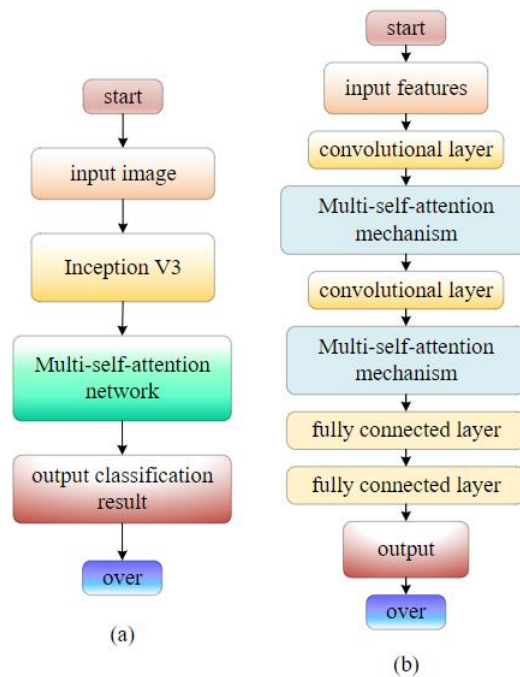 start
input image
Inception V3
Multi-self-attention
network
output classification
result
over
(a)
start
input features
convolutional layer
Multi-self-attention
mechanism
convolutional layer
Multi-self-attention
mechanism
fully connected layer
fully connected layer
output
over
(b)